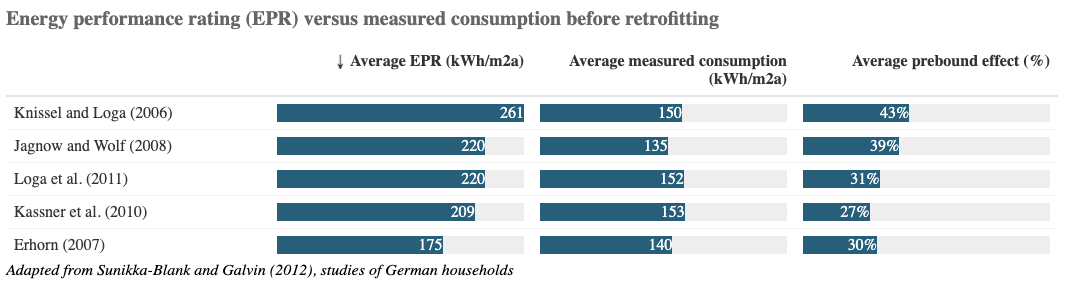 Energy performance rating (EPR) versus measured consumption before retrofitting
↓ Average EPR (kWh/m2a) Average measured consumption (kWh/m2a) Average prebound effect (%)
Knissel and Loga (2006) 261 150 43%
Jagnow and Wolf (2008) 220 135 39%
Loga et al. (2011) 220 152 31%
Kassner et al. (2010) 209 153 27%
Erhorn (2007) 175 140 30%
Adapted from Sunikka-Blank and Galvin (2012), studies of German households